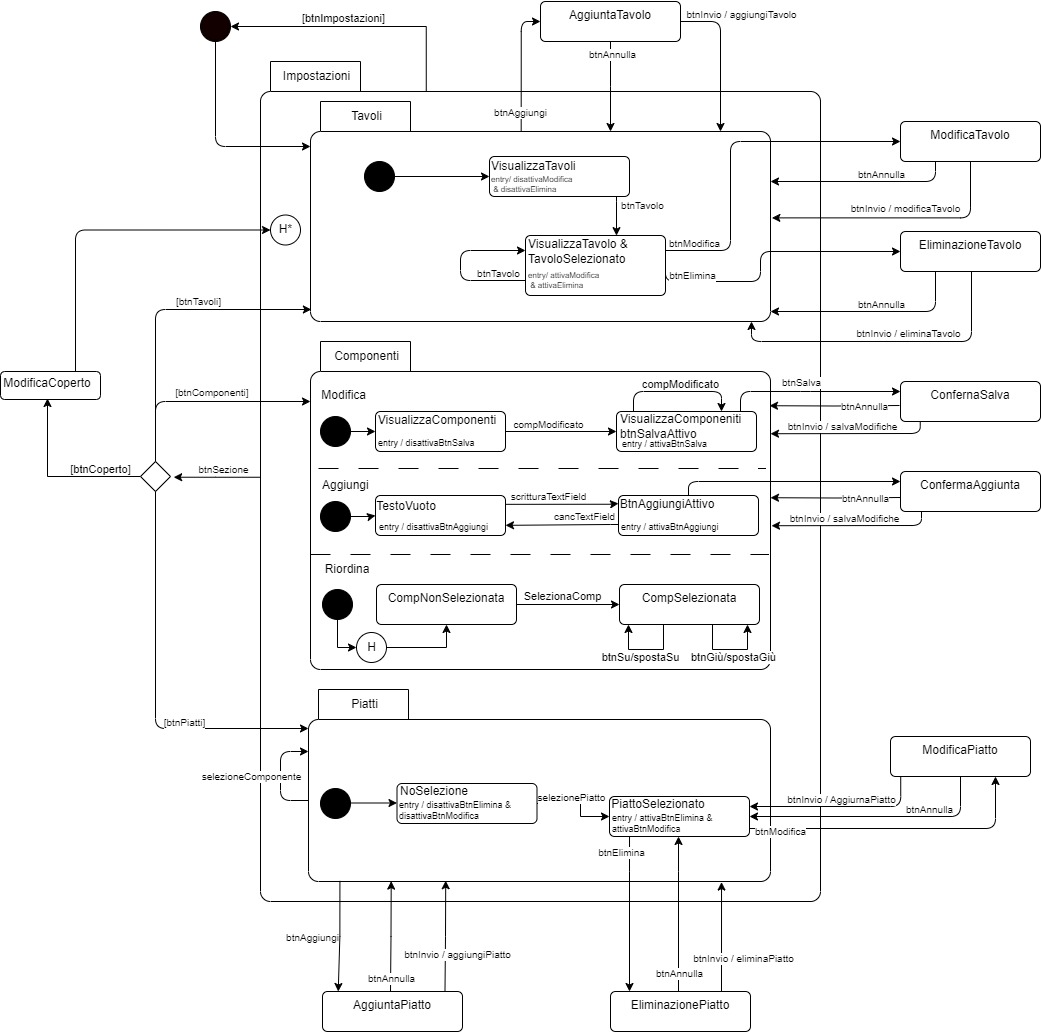 [btnImpostazioni]
AggiuntaTavolo
btnInvio / aggiungiTavolo
btnAnnulla
Impostazioni
btnAggiungi
Tavoli
ModificaTavolo
VisualizzaTavoli
entry/ disattivaModifica
& disattivaElimina
btnAnnulla
btnTavolo
btnInvio / modificaTavolo
H*
VisualizzaTavolo &
TavoloSelezionato
entry/ attivaModifica
& attivaElimina
btnModifica
btnTavolo
btnElimina
EliminazioneTavolo
[btnTavoli]
btnAnnulla
btnInvio / eliminaTavolo
Componenti
ModificaCoperto
[btnComponenti]
Modifica
compModificato
btnSalva
ConfernaSalva
VisualizzaComponenti
entry / disattivaBtnSalva
compModificato
VisualizzaComponeniti
btnSalvaAttivo
entry / attivaBtnSalva
btnAnnulla
btnInvio / salvaModifiche
[btnCoperto]
btnSezione
Aggiungi
ConfermaAggiunta
TestoVuoto
entry / disattivaBtnAggiungi
scritturaTextField
cancTextField
BtnAggiungiAttivo
entry / attivaBtnAggiungi
btnAnnulla
btnInvio / salvaModifiche
Riordina
CompNonSelezionata
SelezionaComp
CompSelezionata
H
btnSu/spostaSu
btnGiù/spostaGiù
Piatti
[btnPiatti]
ModificaPiatto
selezioneComponente
NoSelezione
entry / disattivaBtnElimina &
disattivaBtnModifica
selezionePiatto
PiattoSelezionato
entry / attivaBtnElimina &
attivaBtnModifica
btnInvio / AggiurnaPiatto
btnAnnulla
btnModifica
btnElimina
btnAggiungi
btnInvio / aggiungiPiatto
btnAnnulla
btnInvio / eliminaPiatto
btnAnnulla
AggiuntaPiatto
EliminazionePiatto